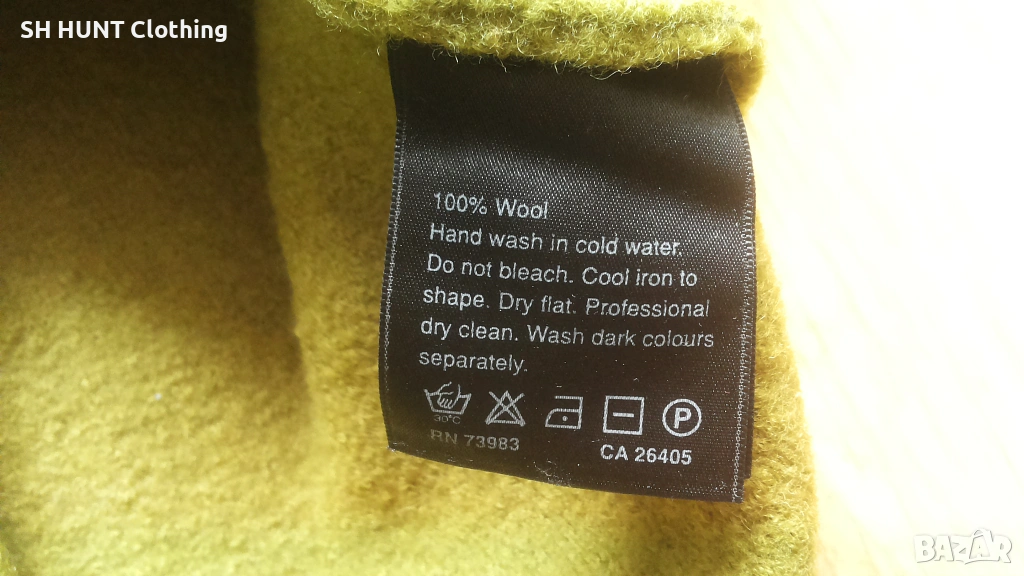 SH HUNT Clothing
100% Wool
Hand wash in cold water.
Do not bleach. Cool iron to
shape. Dry flat. Professional
dry clean. Wash dark colours
separately.
30°C
P
RN 73983
CA 26405
BAZAR